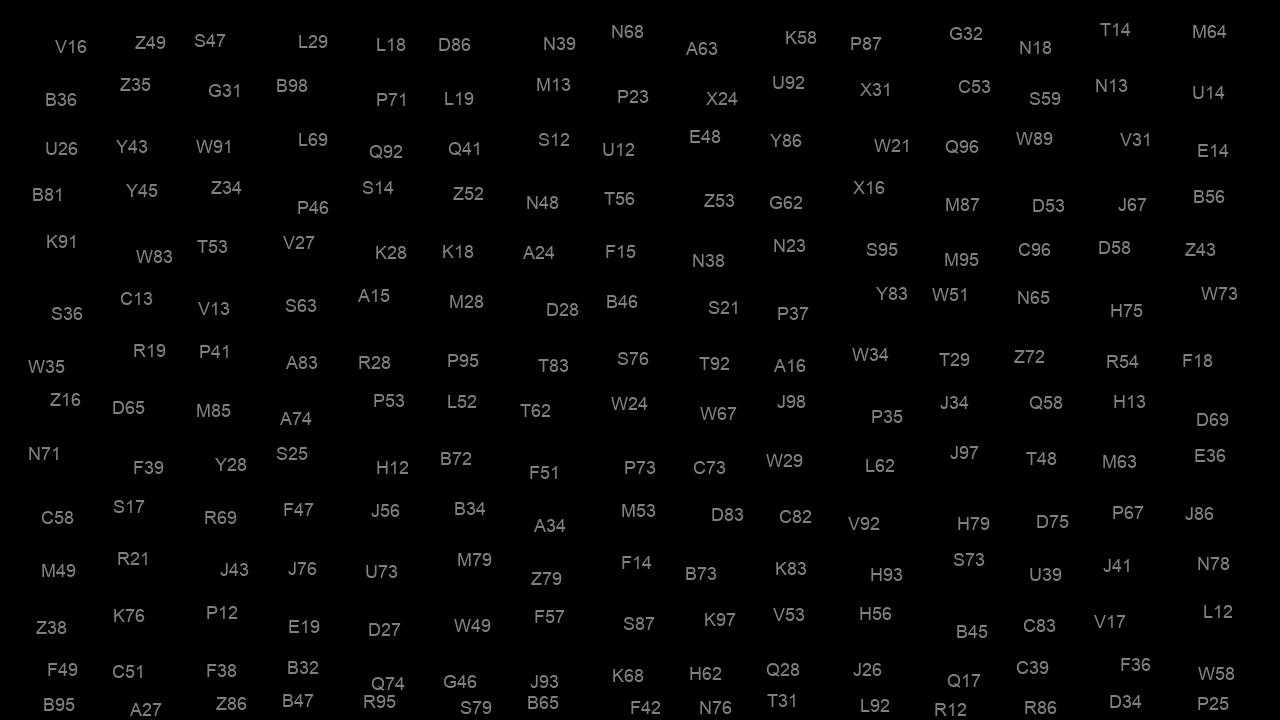 V16 Z49 S47 L29 L18 D86 N39 N68 A63 K58 P87 G32 N18 T14 M64
B36 Z35 G31 B98 P71 L19 M13 P23 X24 U92 X31 C53 S59 N13 U14
U26 Y43 W91 L69 Q92 Q41 S12 U12 E48 Y86 W21 Q96 W89 V31 E14
B81 Y45 Z34 P46 S14 Z52 N48 T56 Z53 G62 X16 M87 D53 J67 B56
K91 W83 T53 V27 K28 K18 A24 F15 N38 N23 S95 M95 C96 D58 Z43
S36 C13 V13 S63 A15 M28 D28 B46 S21 P37 Y83 W51 N65 H75 W73
W35 R19 P41 A83 R28 P95 T83 S76 T92 A16 W34 T29 Z72 R54 F18
Z16 D65 M85 A74 P53 L52 T62 W24 W67 J98 P35 J34 Q58 H13 D69
N71 F39 Y28 S25 H12 B72 F51 P73 C73 W29 L62 J97 T48 M63 E36
C58 S17 R69 F47 J56 B34 A34 M53 D83 C82 V92 H79 D75 P67 J86
M49 R21 J43 J76 U73 M79 Z79 F14 B73 K83 H93 S73 U39 J41 N78
Z38 K76 P12 E19 D27 W49 F57 S87 K97 V53 H56 B45 C83 V17 L12
F49 C51 F38 B32 Q74 G46 J93 K68 H62 Q28 J26 Q17 C39 F36 W58
B95 A27 Z86 B47 R95 S79 B65 F42 N76 T31 L92 R12 R86 D34 P25